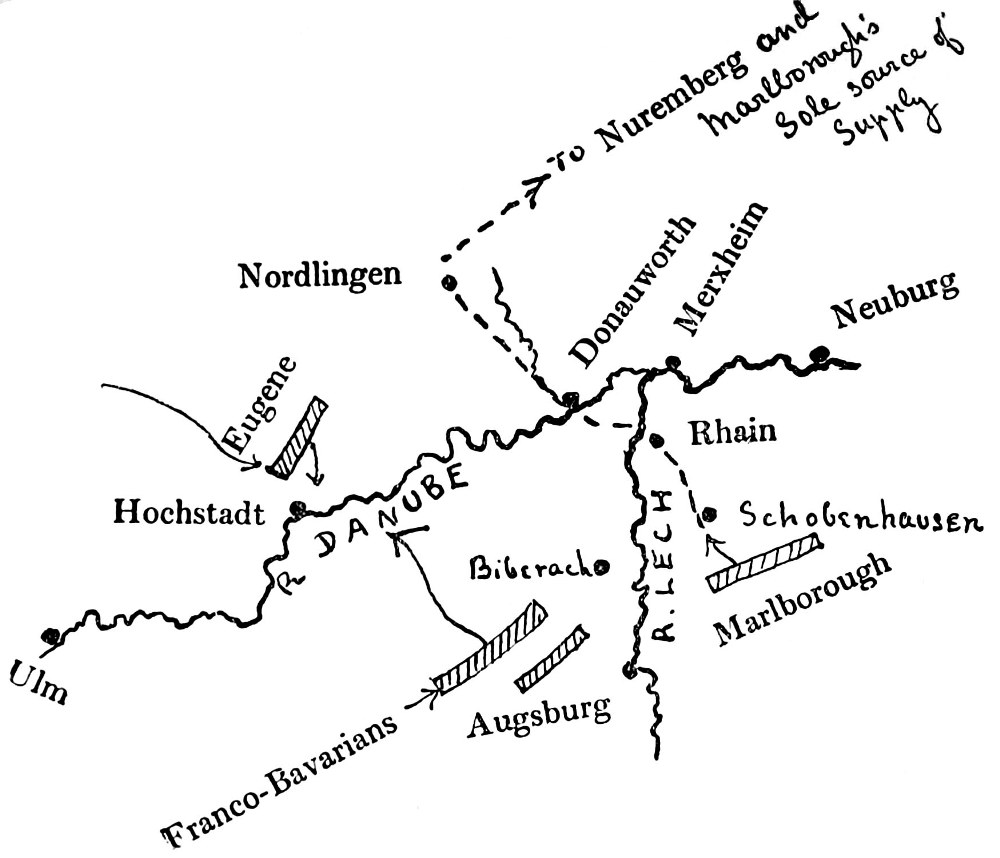 To Nuremberg and
Marlborough's
Sole source of
Supply
Nordlingen
Donauworth
Merxheim
Neuburg
Eugene
Rhain
Hochstadt
R DANUBE
Schobenhausen
Biberach
R. LECH
Marlborough
Ulm
Augsburg
Franco-Bavarians